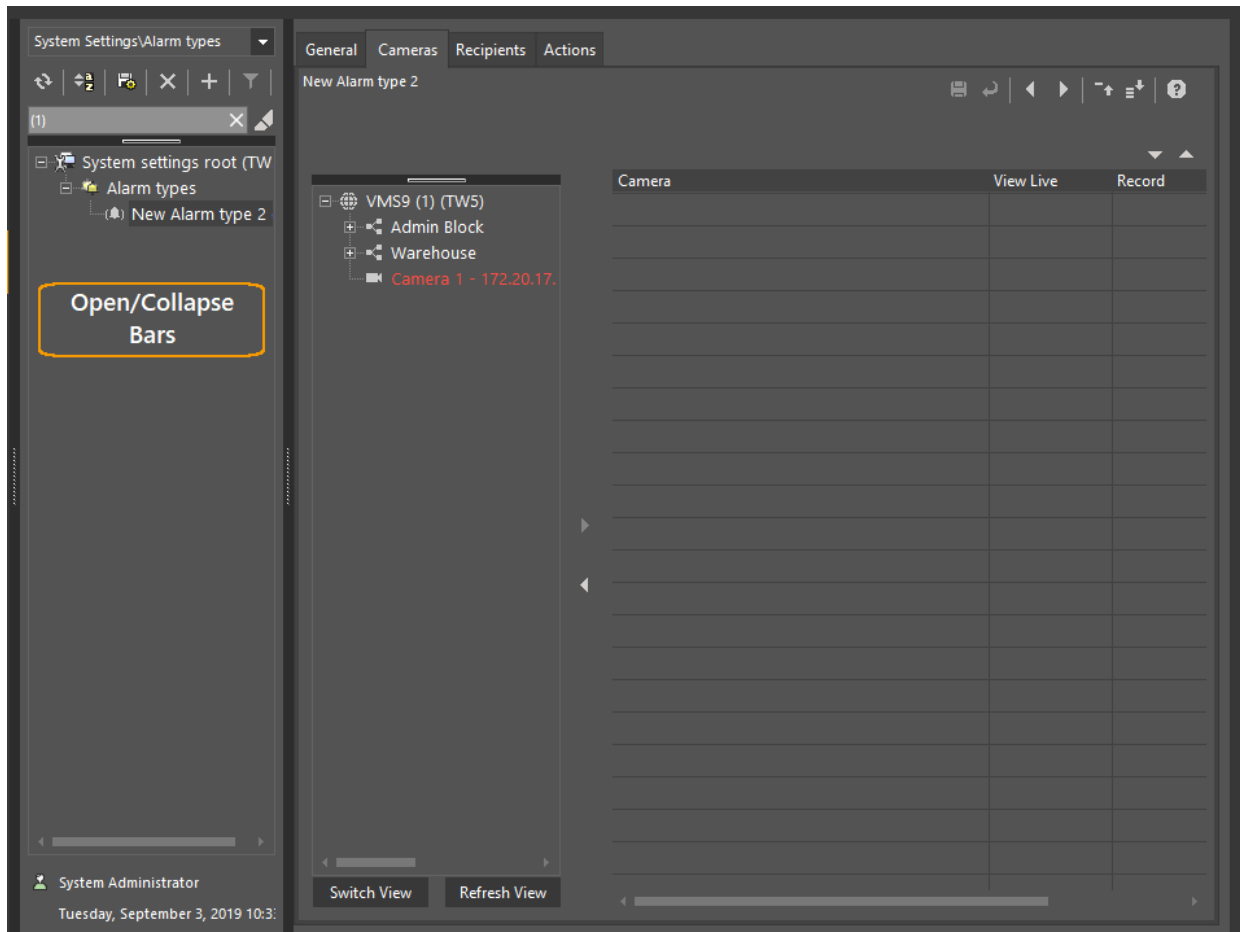 System Settings\Alarm types
General Cameras Recipients Actions
New Alarm type 2
(1)
System settings root (TW
Alarm types
New Alarm type 2
Open/Collapse
Bars
VMS9 (1) (TW5)
Admin Block
Warehouse
Camera 1 - 172.20.17.
Camera View Live Record
Switch View Refresh View
System Administrator
Tuesday, September 3, 2019 10:3